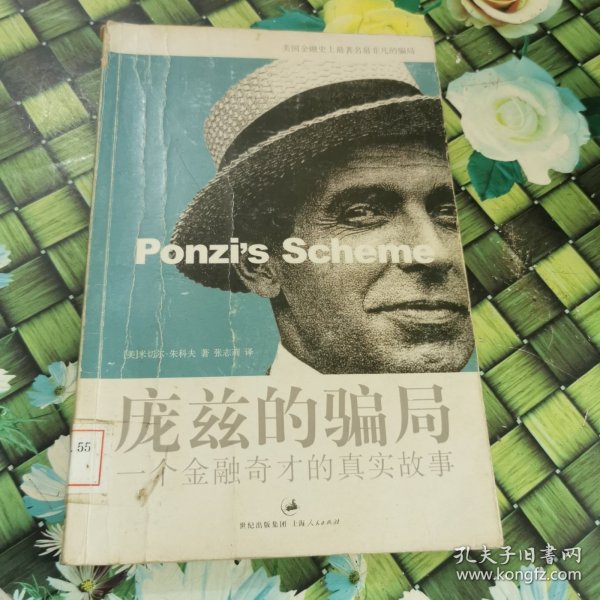 美国金融史上最著名最非凡的骗局
Ponzi's Scheme
[美]米切尔·朱科夫 著 张志莉 译
庞兹的骗局
一个金融奇才的真实故事
55
世纪出版集团 上海人民出版社
孔夫子旧书网
www.kongfz.com